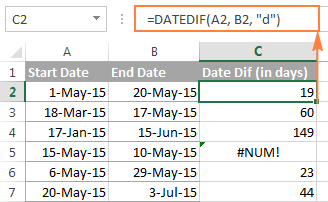 C2 =DATEDIF(A2, B2, "d")
A B C
1 Start Date End Date Date Dif (in days)
2 1-May-15 20-May-15 19
3 18-Mar-15 17-May-15 60
4 17-Jan-15 15-Jun-15 149
5 15-May-15 10-May-15 #NUM!
6 6-May-15 29-May-15 23
7 20-May-15 3-Jul-15 44